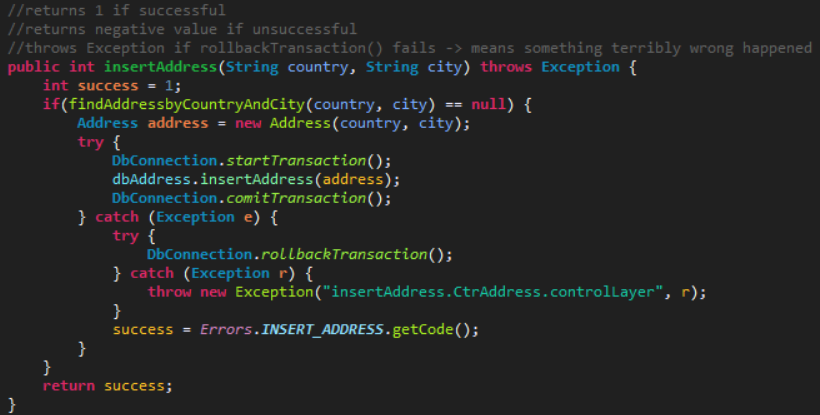 //returns 1 if successful
//returns negative value if unsuccessful
//throws Exception if rollbackTransaction() fails -> means something terribly wrong happened
public int insertAddress(String country, String city) throws Exception {
    int success = 1;
    if(findAddressbyCountryAndCity(country, city) == null) {
        Address address = new Address(country, city);
        try {
            DbConnection.startTransaction();
            dbAddress.insertAddress(address);
            DbConnection.comitTransaction();
        } catch (Exception e) {
            try {
                DbConnection.rollbackTransaction();
            } catch (Exception r) {
                throw new Exception("insertAddress.CtrAddress.controlLayer", r);
            }
            success = Errors.INSERT_ADDRESS.getCode();
        }
    }
    return success;
}